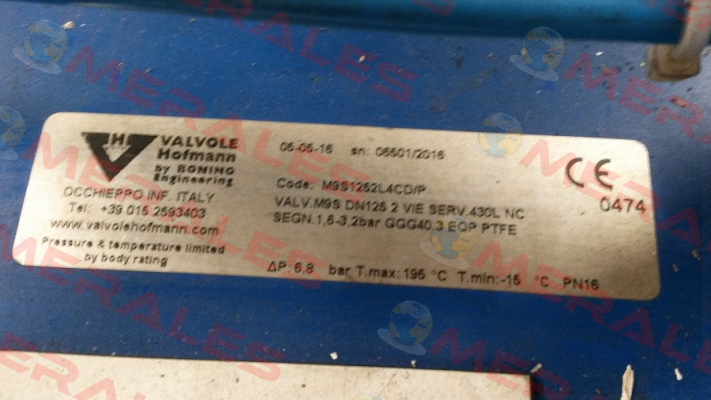 H
VALVOLE
Hofmann
by BONINO
Engineering
OCCHIEPPO INF. ITALY
Tel: +39 015 2593403
www.valvolehofmann.com
Pressure & temperature limited
by body rating
06-06-16 sn: 06601/2016
Code: M9S1252L4CD/P
VALV.M9S DN125 2 VIE SERV.430L NC
SEGN.1,6-3,2bar GGG40,3 EQP PTFE
ΔP: 6,8 bar T.max: 195 °C T.min:-15 °C PN16
CE
0474
MERALES